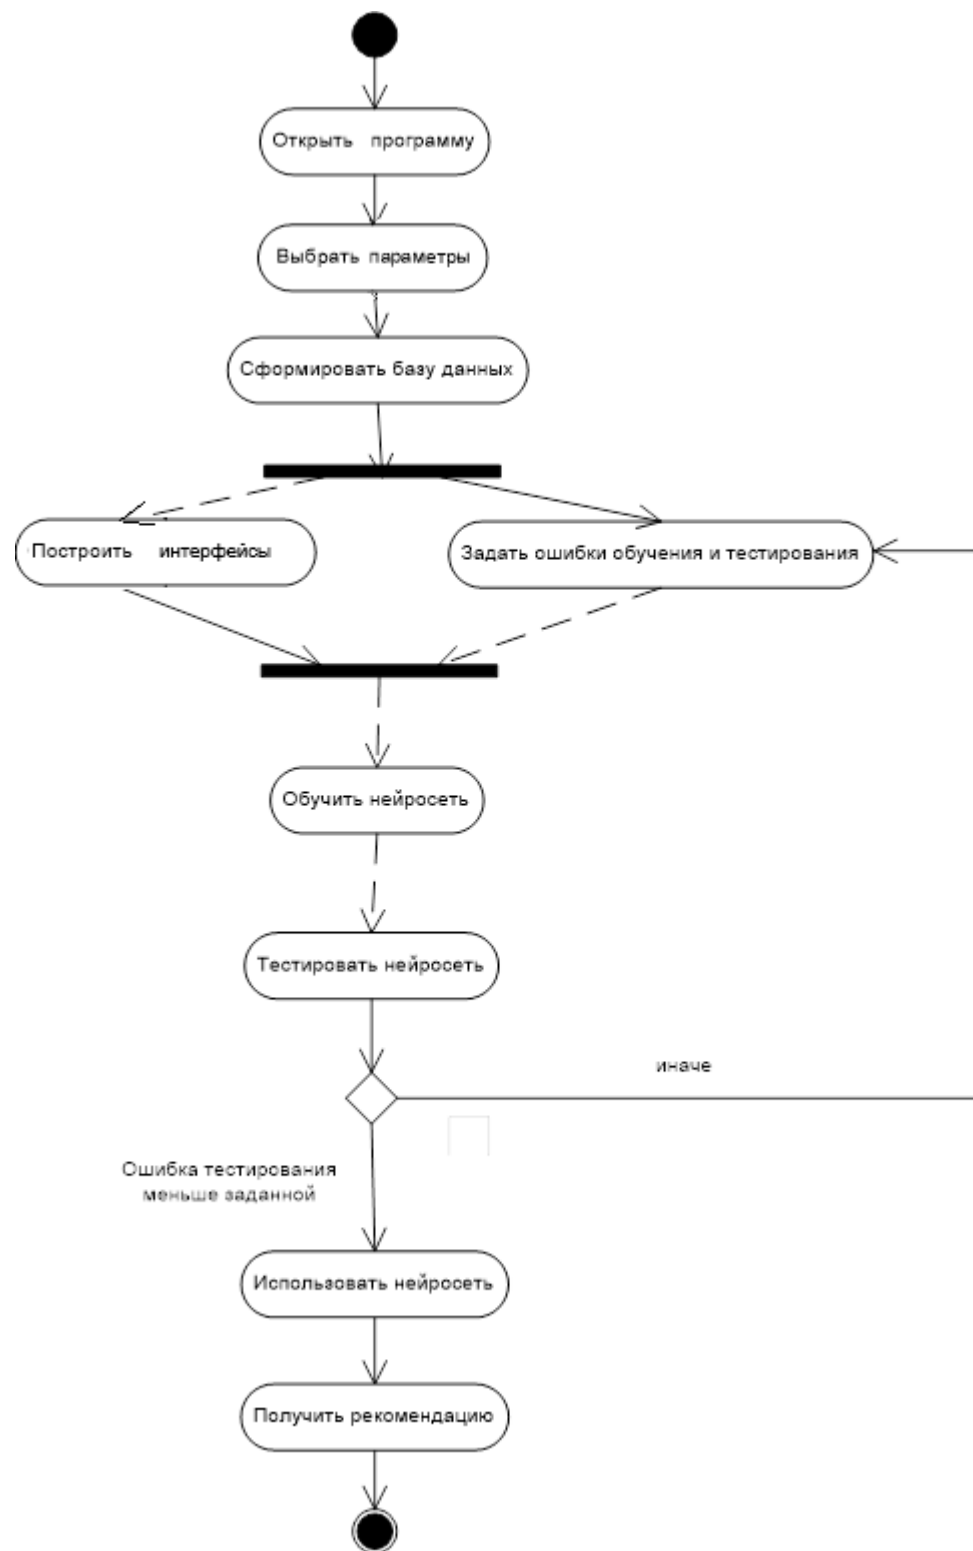 Открыть программу
Выбрать параметры
Сформировать базу данных
Построить интерфейсы
Задать ошибки обучения и тестирования
Обучить нейросеть
Тестировать нейросеть
иначе
Ошибка тестирования
меньше заданной
Использовать нейросеть
Получить рекомендацию